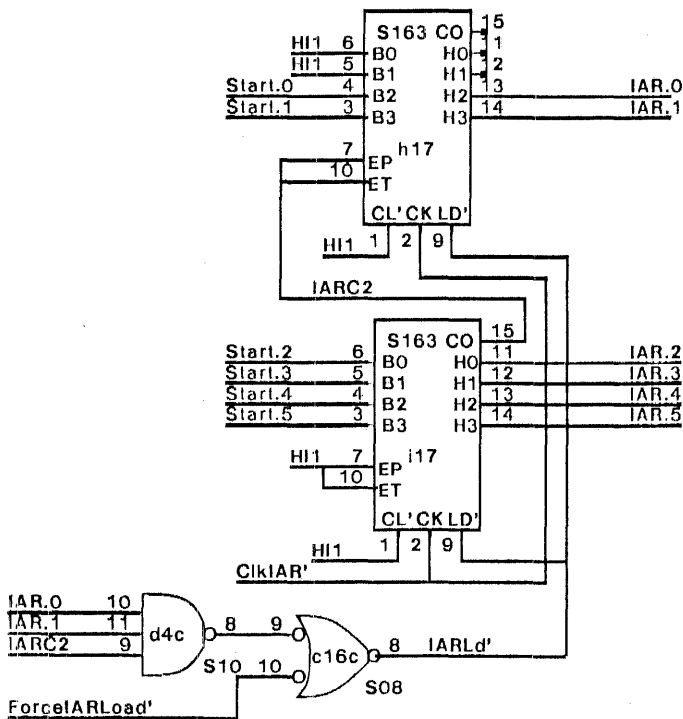 S163 CO 15
HI1 6 B0 H0 1
HI1 5 B1 H1 2
Start.0 4 B2 H2 13 IAR.0
Start.1 3 B3 H3 14 IAR.1
h17
7 EP
10 ET
CL' CK LD'
HI1 1 2 9
IARC2
S163 CO 15
Start.2 6 B0 H0 11 IAR.2
Start.3 5 B1 H1 12 IAR.3
Start.4 4 B2 H2 13 IAR.4
Start.5 3 B3 H3 14 IAR.5
i17
HI1 7 EP
10 ET
CL' CK LD'
HI1 1 2 9
ClkIAR'
IAR.0 10
IAR.1 11 d4c 8 9
IARC2 9 c16c 8 IARLd'
S10 10
S08
ForceIARLoad'